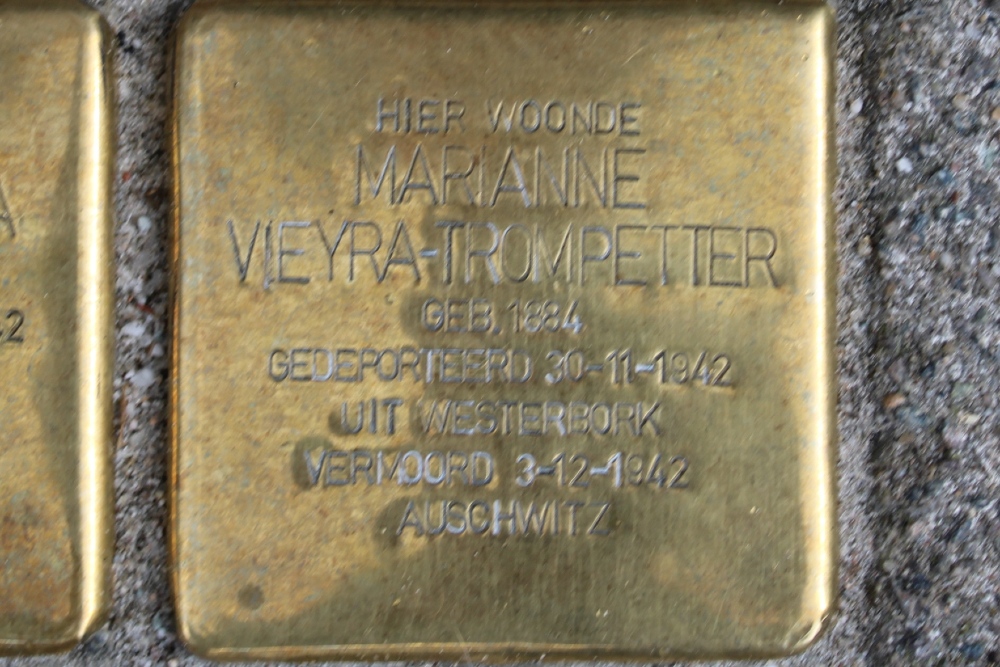 HIER WOONDE
MARIANNE
VIEYRA-TROMPETTER
GEB. 1884
GEDEPORTEERD 30-11-1942
UIT WESTERBORK
VERMOORD 3-12-1942
AUSCHWITZ